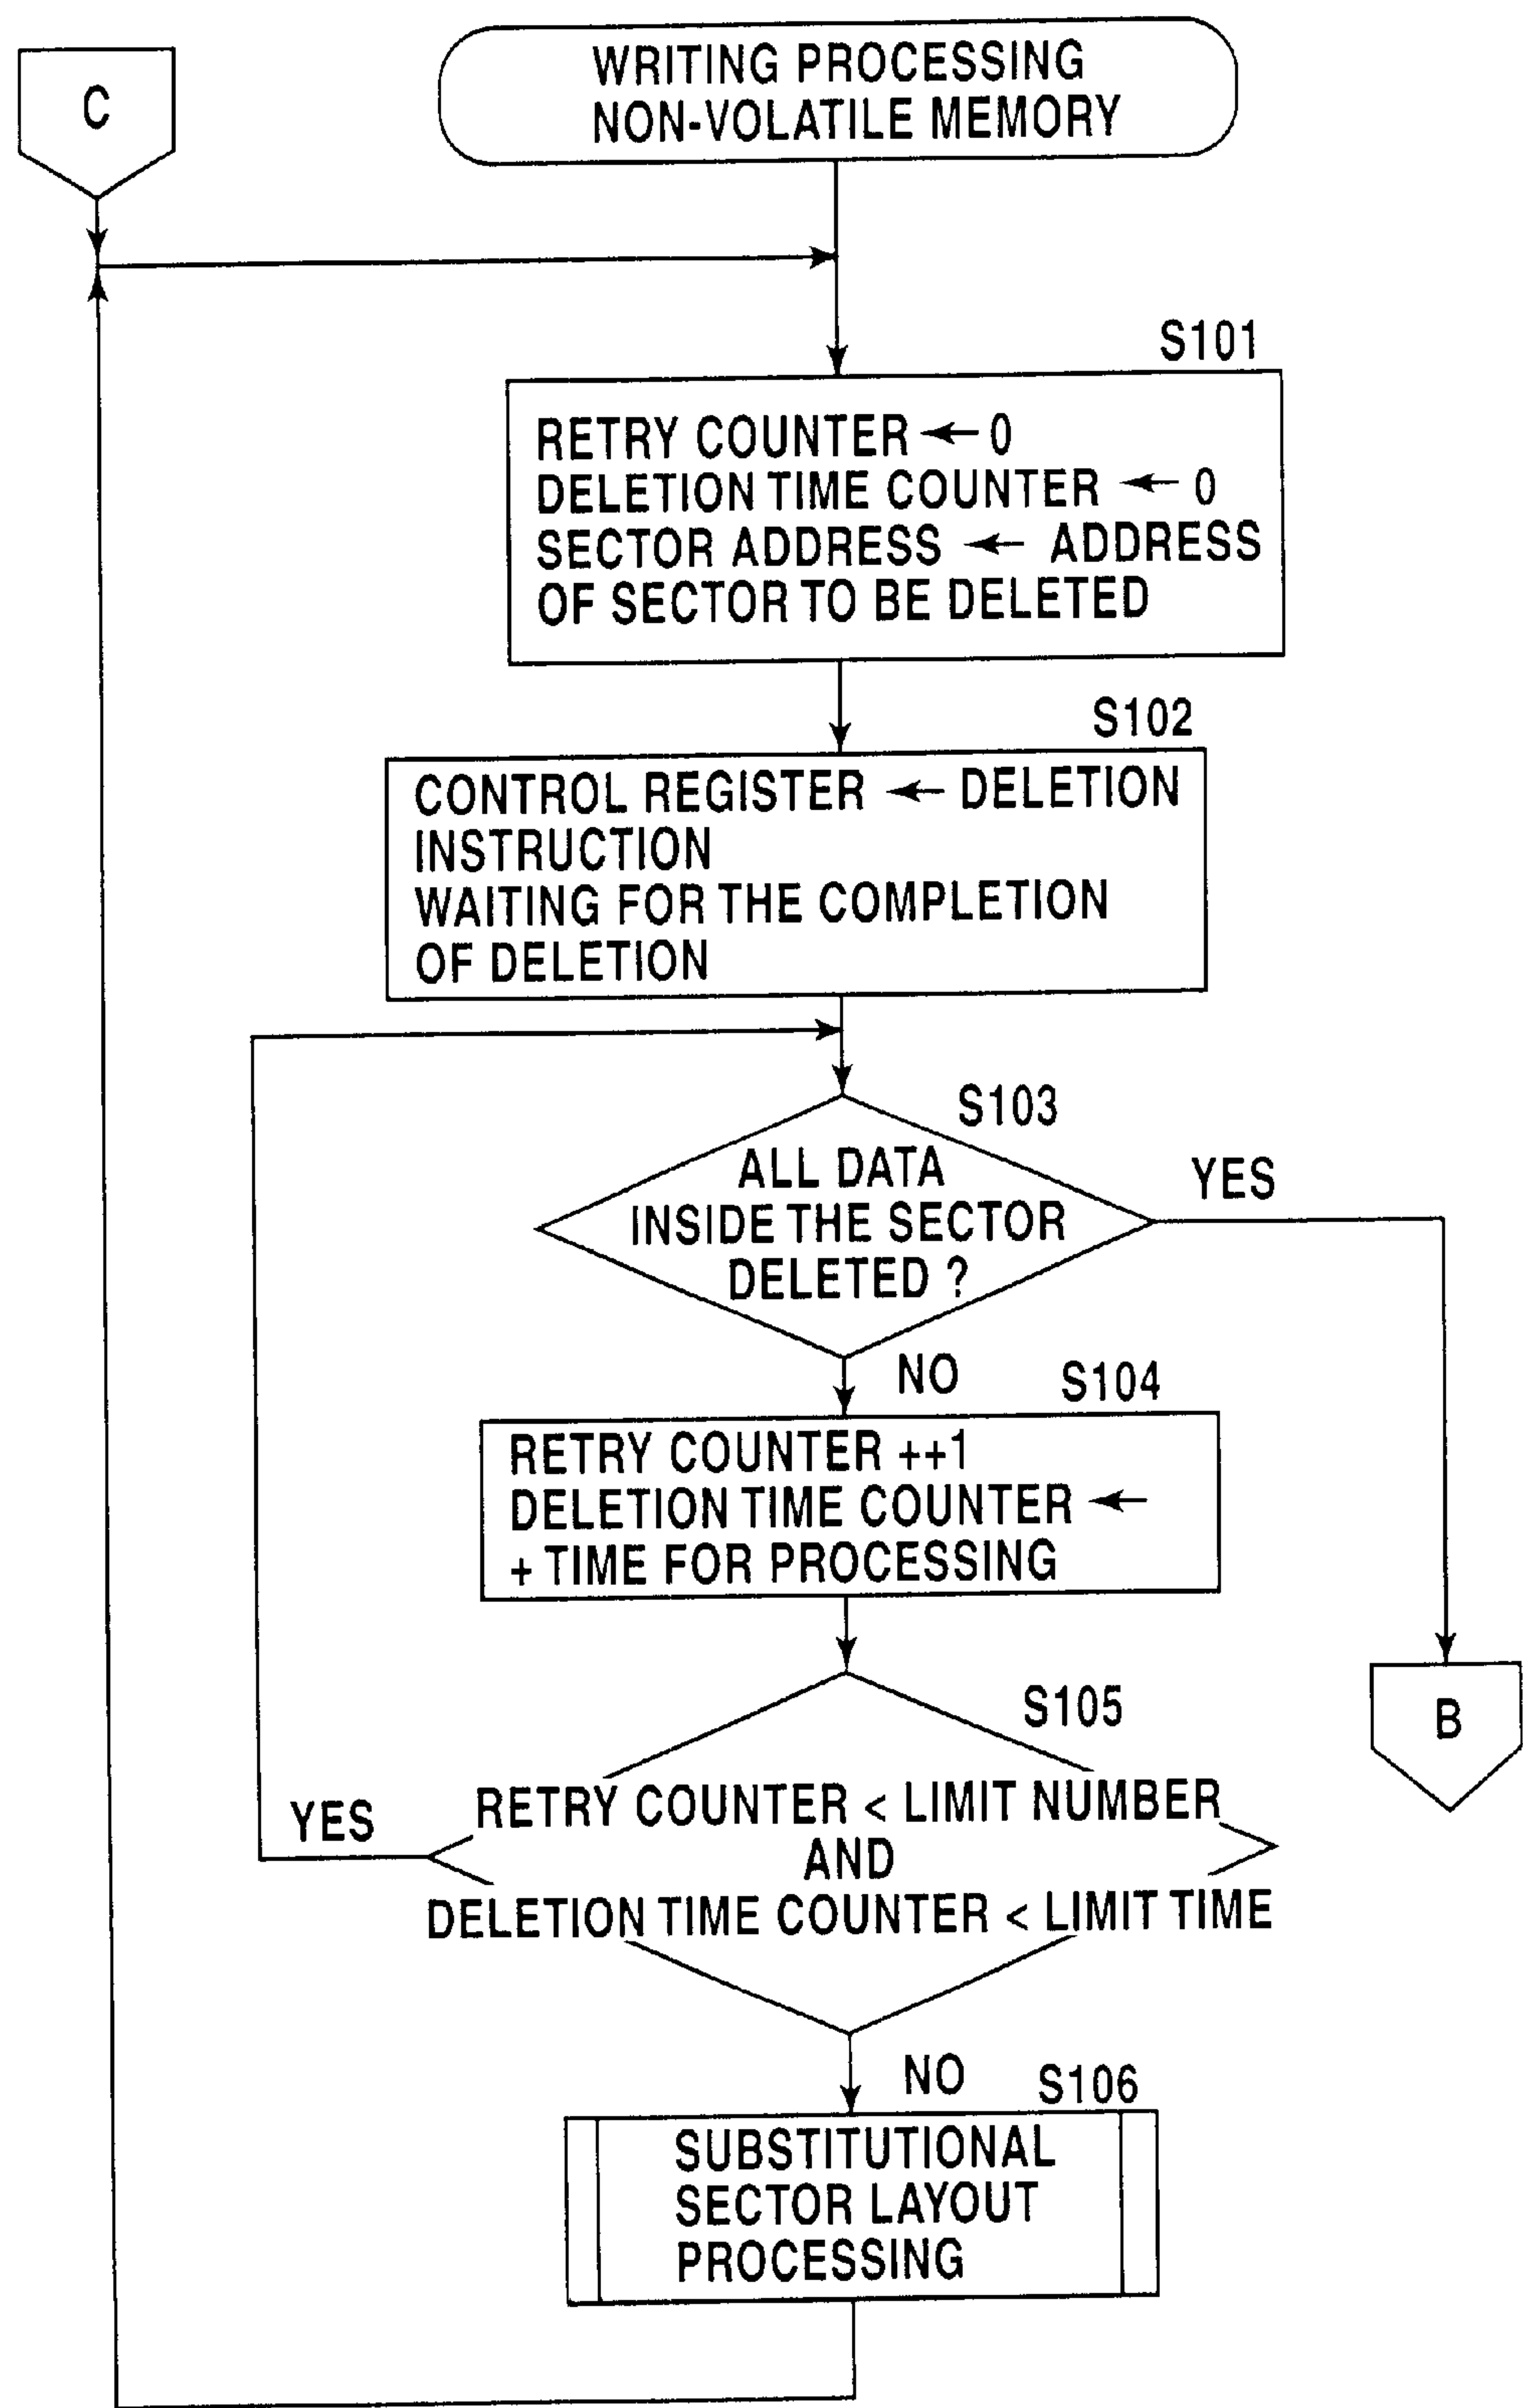 C
WRITING PROCESSING
NON-VOLATILE MEMORY
S101
RETRY COUNTER ← 0
DELETION TIME COUNTER ← 0
SECTOR ADDRESS ← ADDRESS
OF SECTOR TO BE DELETED
S102
CONTROL REGISTER ← DELETION
INSTRUCTION
WAITING FOR THE COMPLETION
OF DELETION
S103
ALL DATA
INSIDE THE SECTOR
DELETED ?
YES
NO
S104
RETRY COUNTER ++1
DELETION TIME COUNTER ←
+ TIME FOR PROCESSING
S105
B
RETRY COUNTER < LIMIT NUMBER
YES
AND
DELETION TIME COUNTER < LIMIT TIME
NO
S106
SUBSTITUTIONAL
SECTOR LAYOUT
PROCESSING